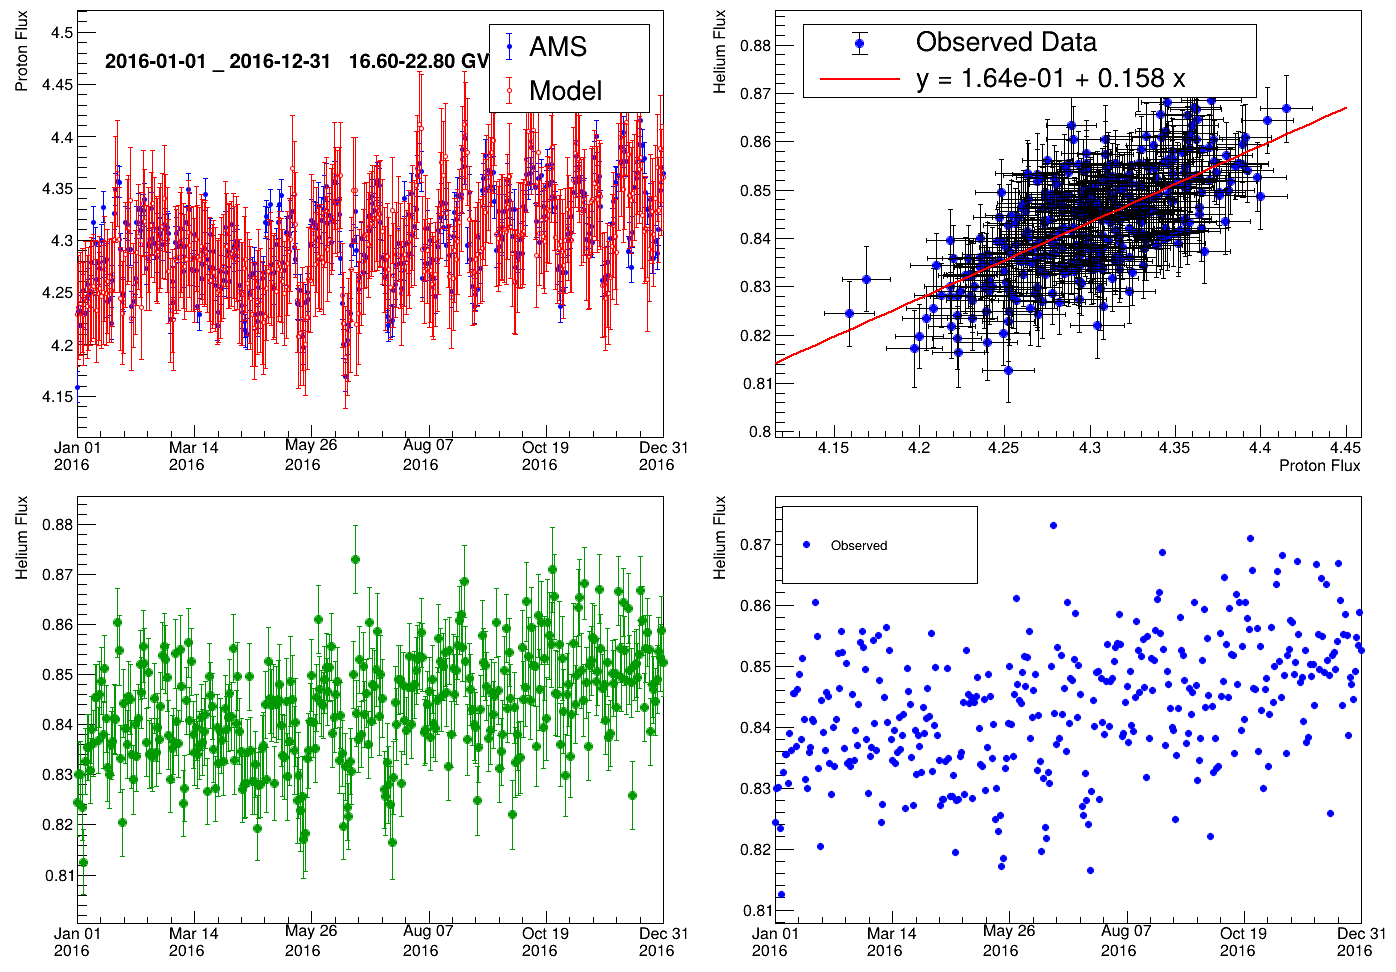 Proton Flux
4.5
4.45
4.4
4.35
4.3
4.25
4.2
4.15
2016-01-01 _ 2016-12-31 16.60-22.80 GV
AMS
Model
Jan 01 Mar 14 May 26 Aug 07 Oct 19 Dec 31
2016 2016 2016 2016 2016 2016
Helium Flux
0.88
0.87
0.86
0.85
0.84
0.83
0.82
0.81
0.8
Observed Data
y = 1.64e-01 + 0.158 x
4.15 4.2 4.25 4.3 4.35 4.4 4.45
Proton Flux
Helium Flux
0.88
0.87
0.86
0.85
0.84
0.83
0.82
0.81
Jan 01 Mar 14 May 26 Aug 07 Oct 19 Dec 31
2016 2016 2016 2016 2016 2016
Helium Flux
0.87
0.86
0.85
0.84
0.83
0.82
0.81
Observed
Jan 01 Mar 14 May 26 Aug 07 Oct 19 Dec 31
2016 2016 2016 2016 2016 2016